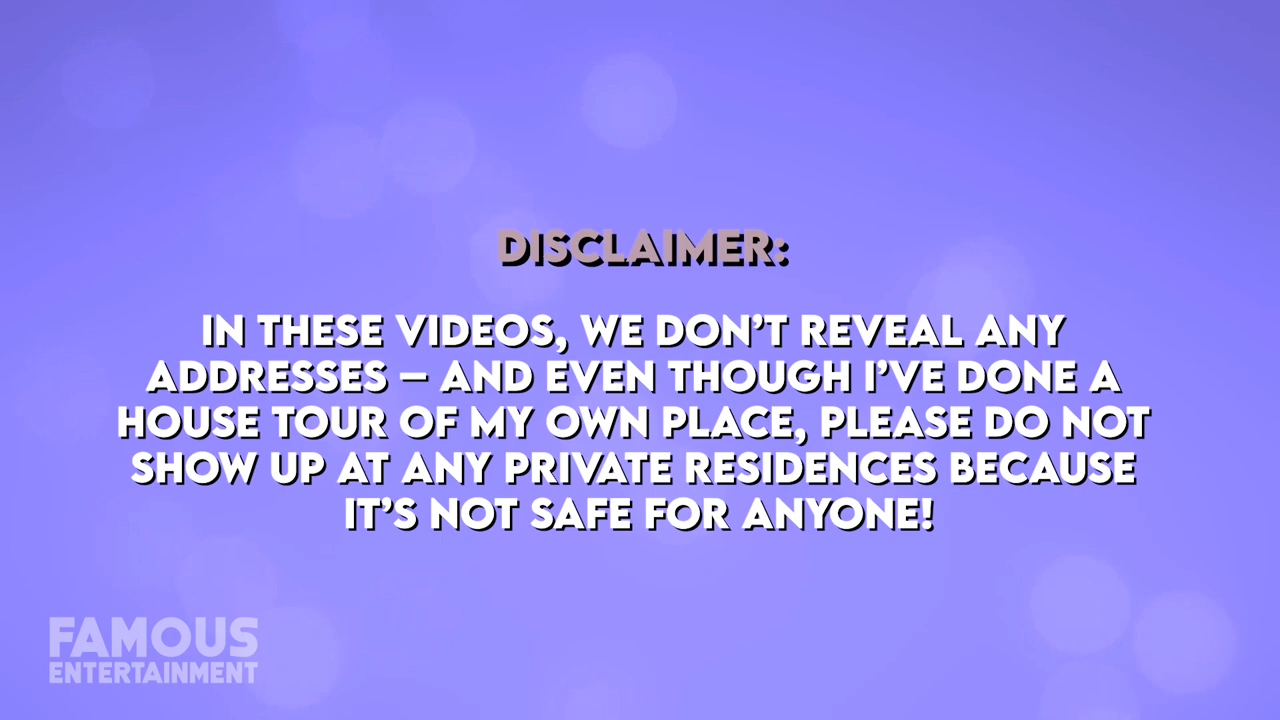 DISCLAIMER:
IN THESE VIDEOS, WE DON'T REVEAL ANY
ADDRESSES – AND EVEN THOUGH I'VE DONE A
HOUSE TOUR OF MY OWN PLACE, PLEASE DO NOT
SHOW UP AT ANY PRIVATE RESIDENCES BECAUSE
IT'S NOT SAFE FOR ANYONE!
FAMOUS
ENTERTAINMENT